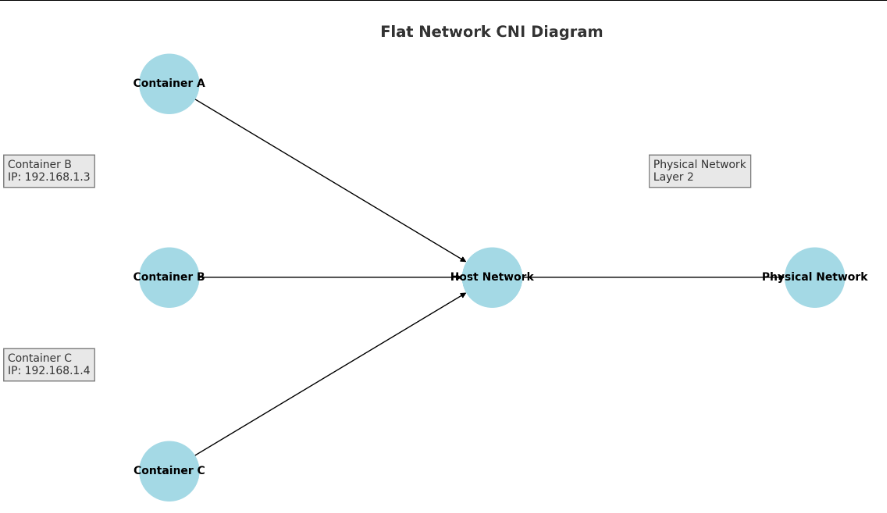 Flat Network CNI Diagram
Container A
Container B
IP: 192.168.1.3
Physical Network
Layer 2
Container B
Host Network
Physical Network
Container C
IP: 192.168.1.4
Container C